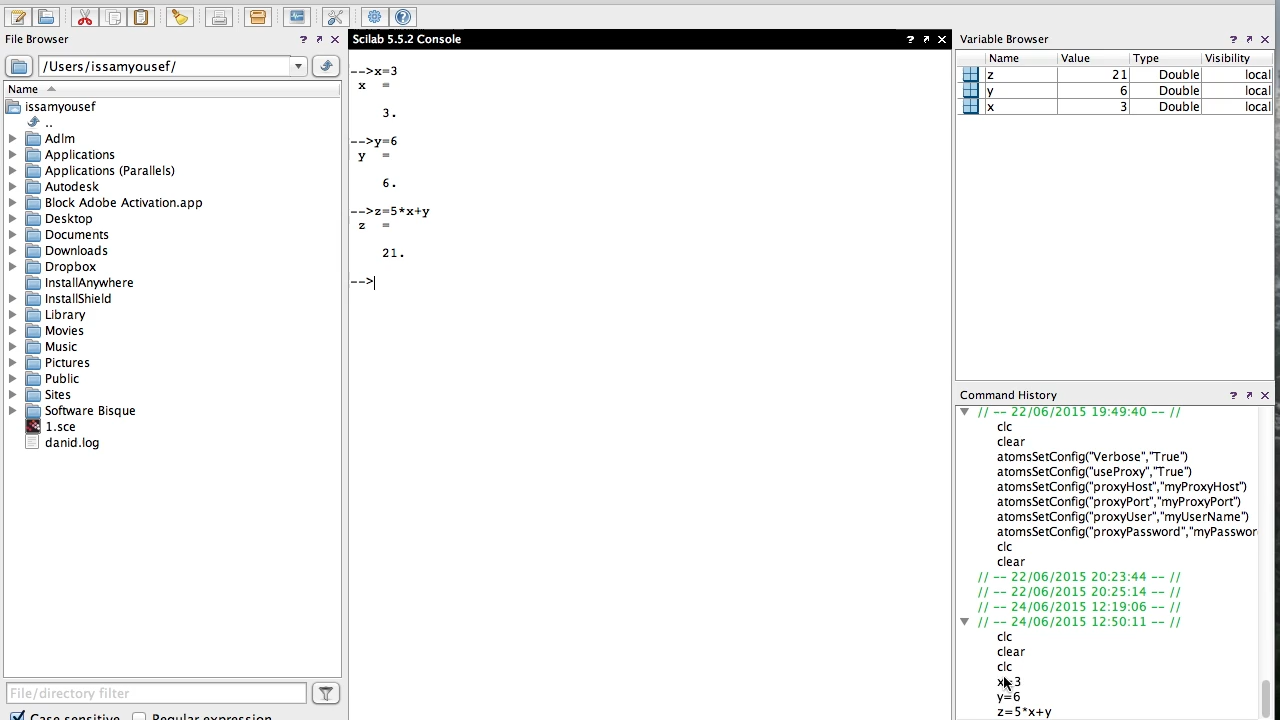 File Browser
/Users/issamyousef/
Name
issamyousef
..
Adlm
Applications
Applications (Parallels)
Autodesk
Block Adobe Activation.app
Desktop
Documents
Downloads
Dropbox
InstallAnywhere
InstallShield
Library
Movies
Music
Pictures
Public
Sites
Software Bisque
1.sce
danid.log
File/directory filter
Case sensitive Regular expression
Scilab 5.5.2 Console
-->x=3
x =
3.
-->y=6
y =
6.
-->z=5*x+y
z =
21.
-->
Variable Browser
Name Value Type Visibility
z 21 Double local
y 6 Double local
x 3 Double local
Command History
// -- 22/06/2015 19:49:40 -- //
clc
clear
atomsSetConfig("Verbose","True")
atomsSetConfig("useProxy","True")
atomsSetConfig("proxyHost","myProxyHost")
atomsSetConfig("proxyPort","myProxyPort")
atomsSetConfig("proxyUser","myUserName")
atomsSetConfig("proxyPassword","myPasswor
clc
clear
// -- 22/06/2015 20:23:44 -- //
// -- 22/06/2015 20:25:14 -- //
// -- 24/06/2015 12:19:06 -- //
// -- 24/06/2015 12:50:11 -- //
clc
clear
clc
x=3
y=6
z=5*x+y